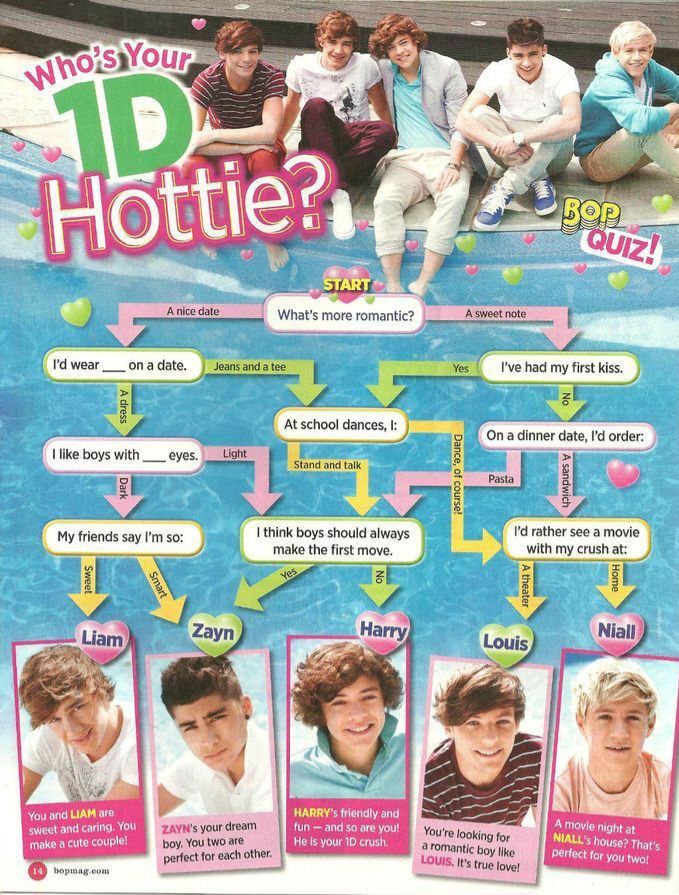 Who's Your
1D
Hottie?
BOP
QUIZ!
START
What's more romantic?
A nice date
A sweet note
I'd wear ___ on a date.
Jeans and a tee
Yes
I've had my first kiss.
A dress
No
At school dances, I:
On a dinner date, I'd order:
I like boys with ___ eyes.
Light
Stand and talk
Dance, of course!
Pasta
A sandwich
Dark
My friends say I'm so:
I think boys should always
make the first move.
I'd rather see a movie
with my crush at:
Sweet
Smart
Yes
No
A theater
Home
Liam
Zayn
Harry
Louis
Niall
You and LIAM are
sweet and caring. You
make a cute couple!
ZAYN's your dream
boy. You two are
perfect for each other.
HARRY's friendly and
fun — and so are you!
He is your 1D crush.
You're looking for
a romantic boy like
LOUIS. It's true love!
A movie night at
NIALL's house? That's
perfect for you two!
14 bopmag.com